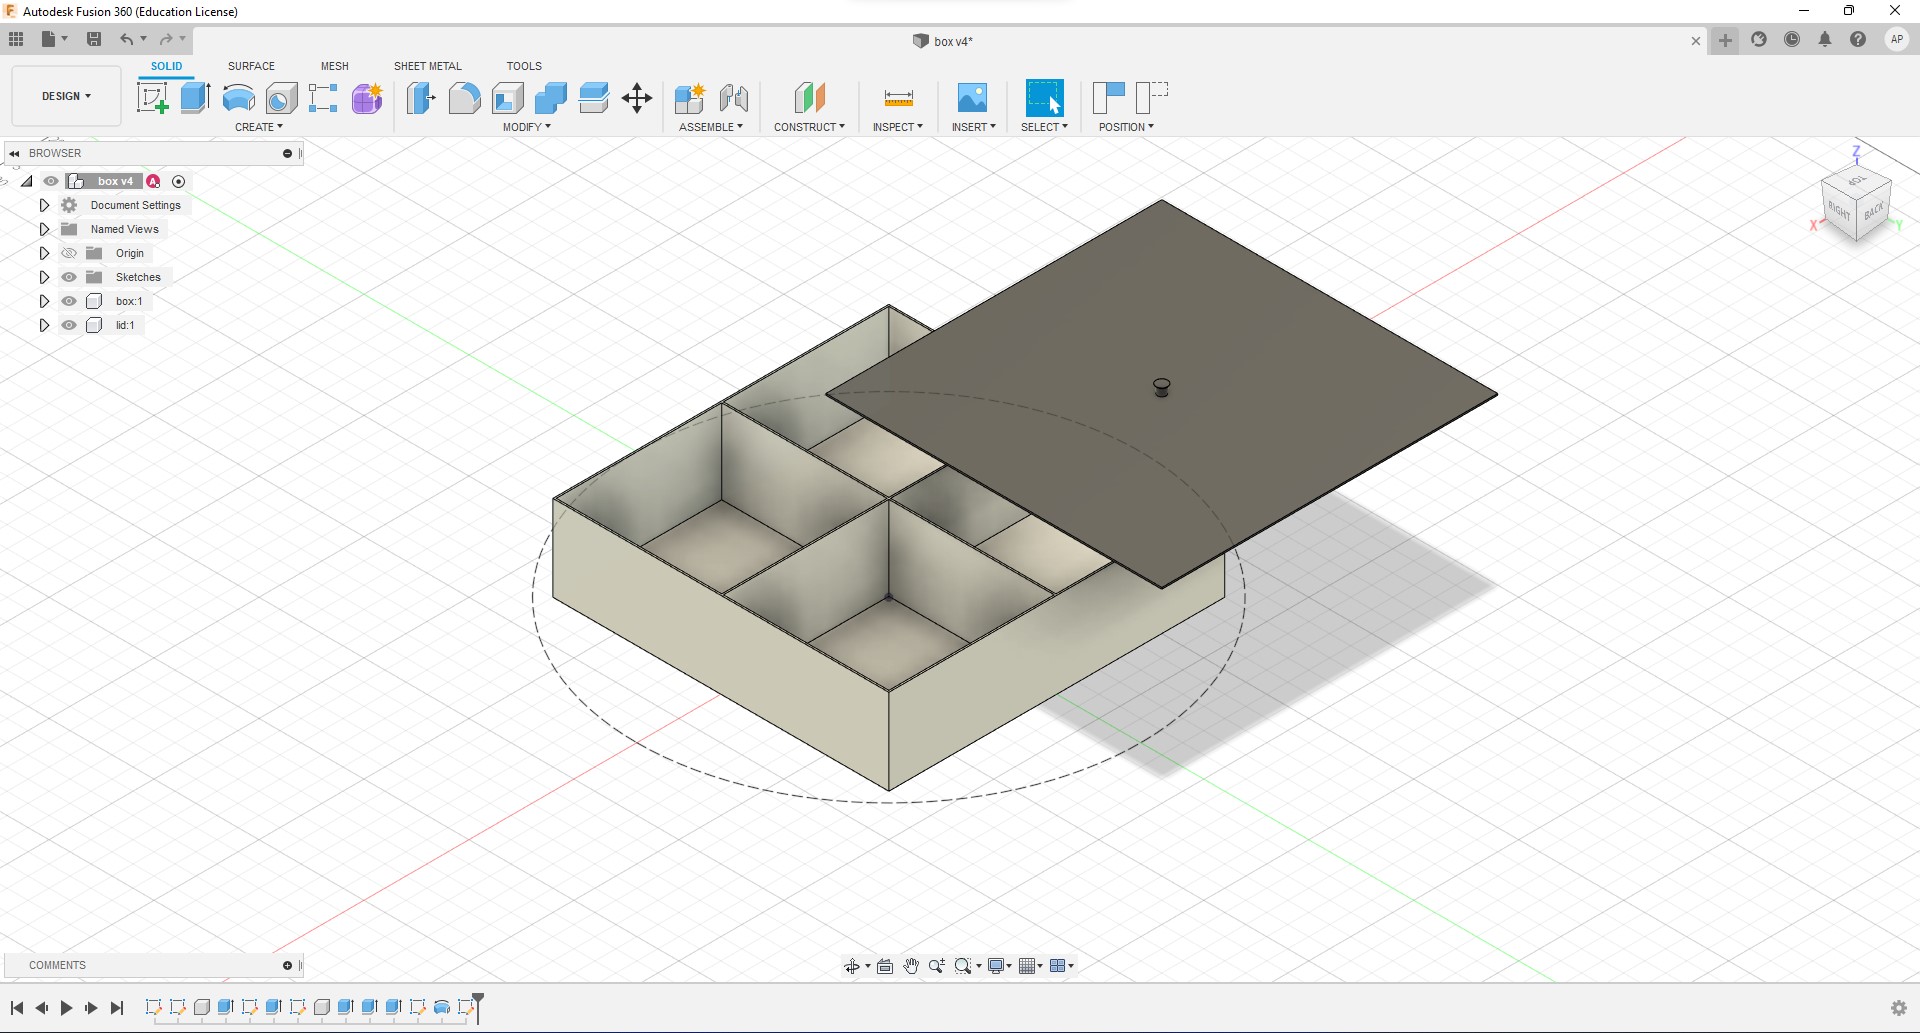 Autodesk Fusion 360 (Education License)
box v4*
AP
DESIGN
SOLID
SURFACE
MESH
SHEET METAL
TOOLS
CREATE
MODIFY
ASSEMBLE
CONSTRUCT
INSPECT
INSERT
SELECT
POSITION
BROWSER
box v4
A
Document Settings
Named Views
Origin
Sketches
box:1
lid:1
Z
TOP
RIGHT
BACK
X
Y
COMMENTS